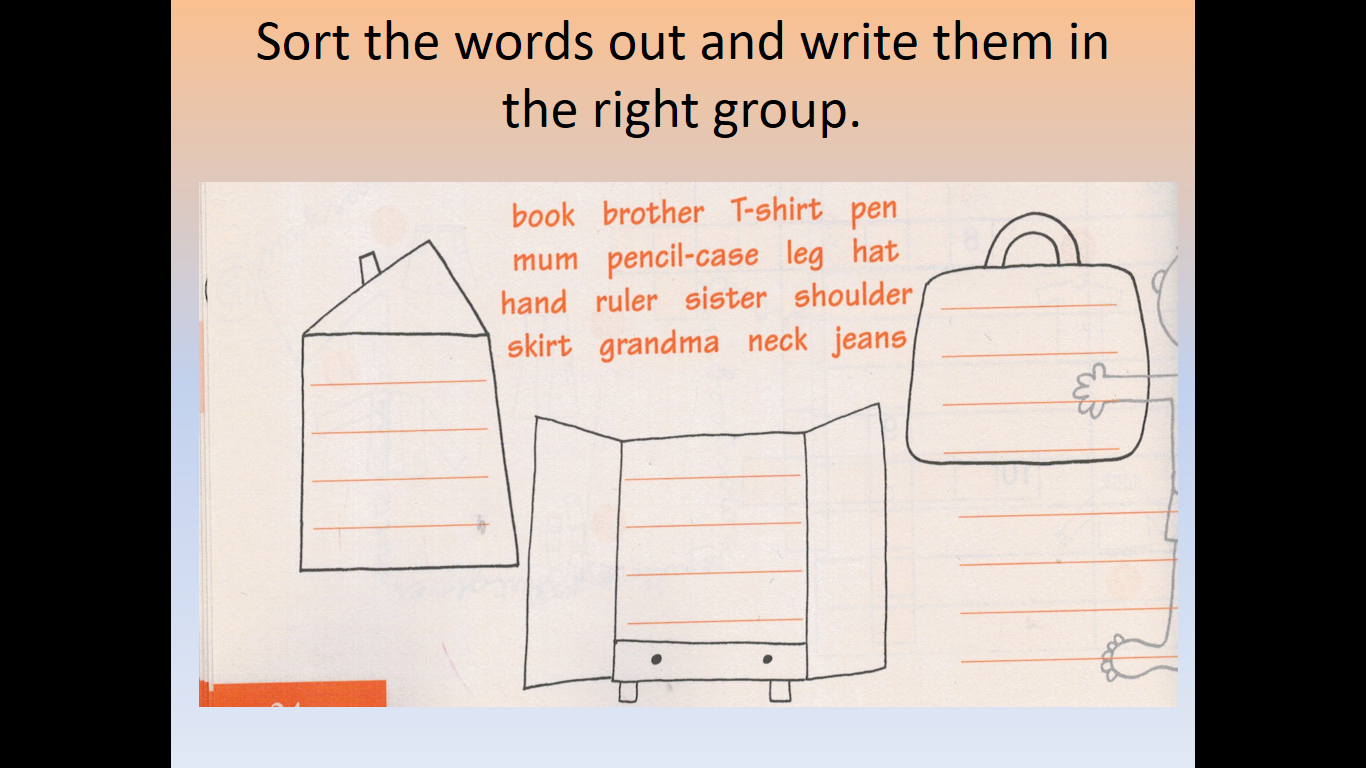 Sort the words out and write them in
the right group.
book brother T-shirt pen
mum pencil-case leg hat
hand ruler sister shoulder
skirt grandma neck jeans